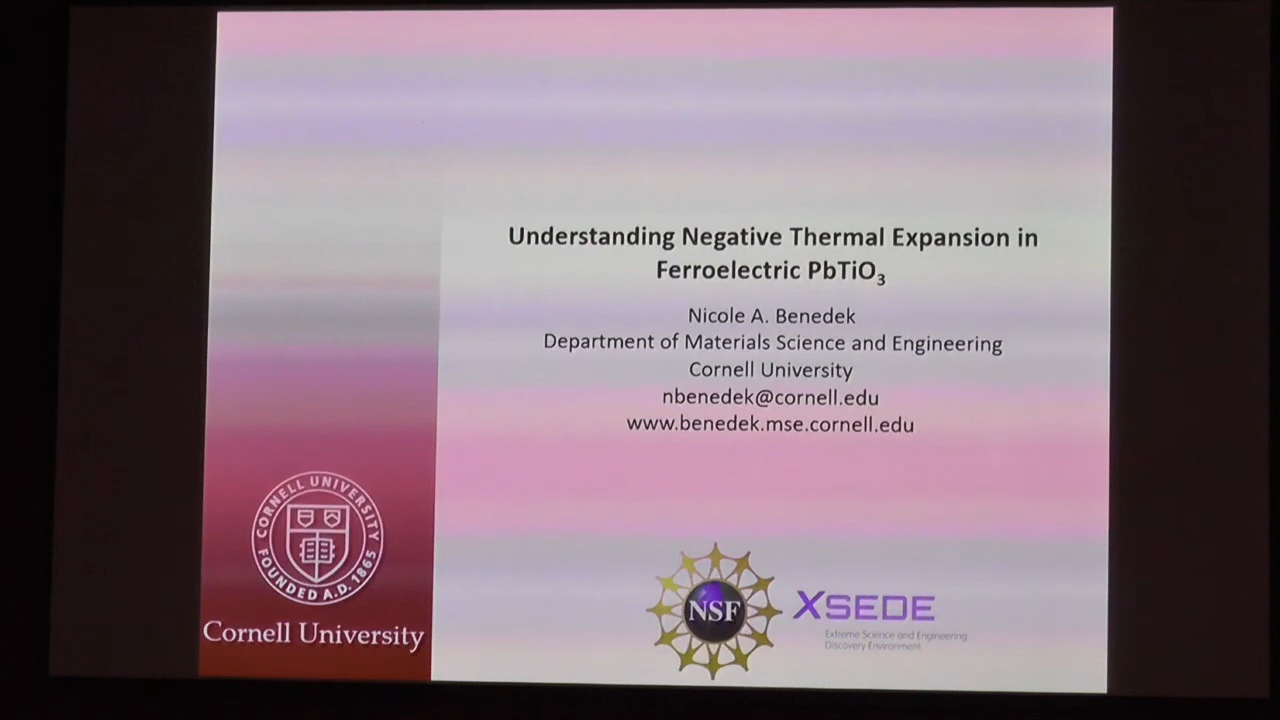 Understanding Negative Thermal Expansion in
Ferroelectric PbTiO₃
Nicole A. Benedek
Department of Materials Science and Engineering
Cornell University
nbenedek@cornell.edu
www.benedek.mse.cornell.edu
CORNELL UNIVERSITY
FOUNDED A.D. 1865
Cornell University
NSF
XSEDE
Extreme Science and Engineering
Discovery Environment